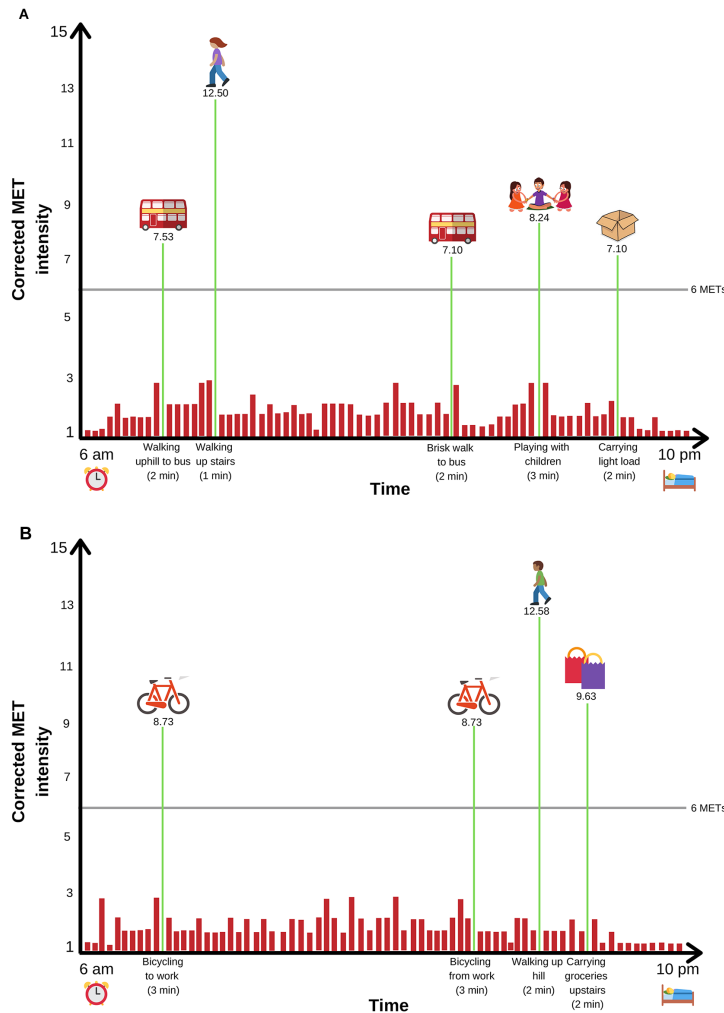 A
15
13
11
9
7
5
3
1
Corrected MET
intensity
12.50
7.53
7.10
8.24
7.10
6 METs
6 am
10 pm
Walking
uphill to bus
(2 min)
Walking
up stairs
(1 min)
Brisk walk
to bus
(2 min)
Playing with
children
(3 min)
Carrying
light load
(2 min)
Time
B
15
13
11
9
7
5
3
1
Corrected MET
intensity
8.73
8.73
12.58
9.63
6 METs
6 am
10 pm
Bicycling
to work
(3 min)
Bicycling
from work
(3 min)
Walking up
hill
(2 min)
Carrying
groceries
upstairs
(2 min)
Time